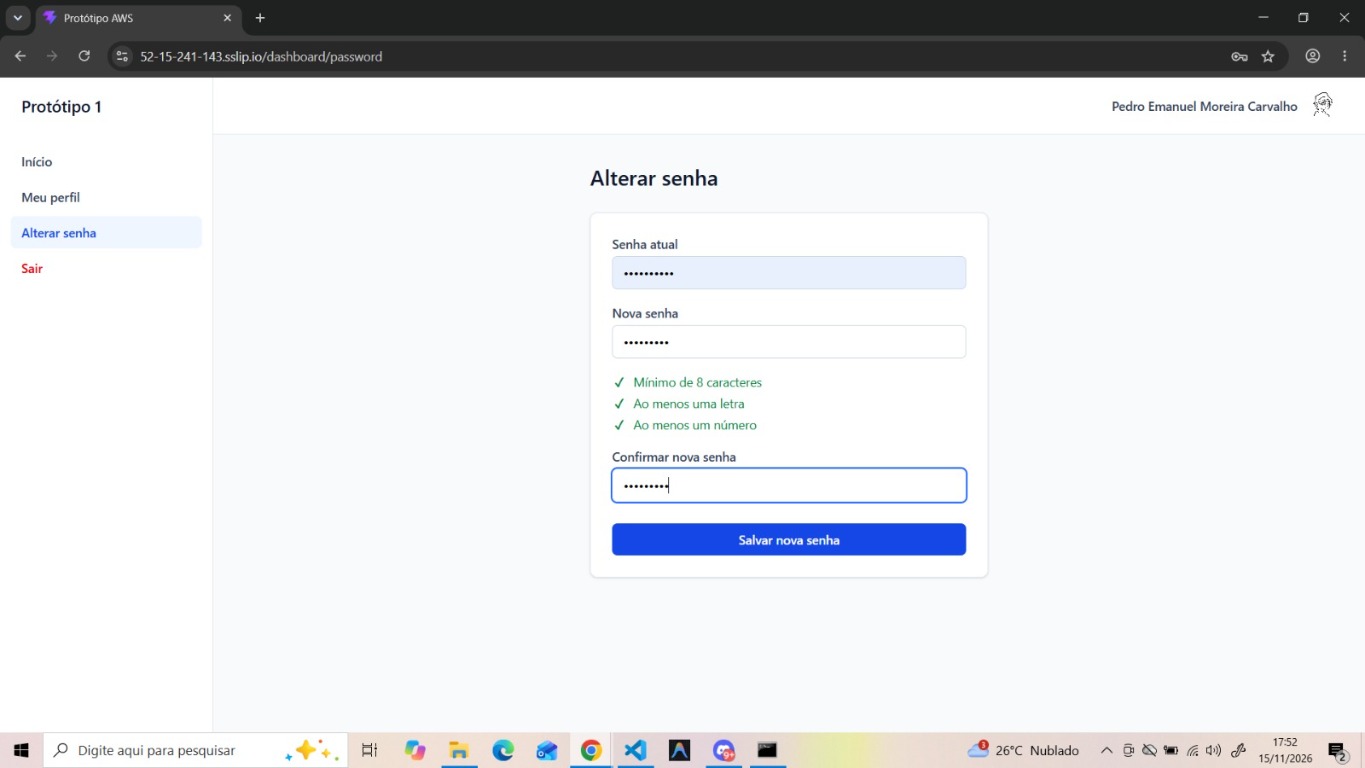 Protótipo AWS
52-15-241-143.sslip.io/dashboard/password
Protótipo 1
Pedro Emanuel Moreira Carvalho
Início
Meu perfil
Alterar senha
Sair
Alterar senha
Senha atual
••••••••••
Nova senha
•••••••••
✓ Mínimo de 8 caracteres
✓ Ao menos uma letra
✓ Ao menos um número
Confirmar nova senha
•••••••••
Salvar nova senha
Digite aqui para pesquisar
1
26°C Nublado
17:52
15/11/2026
2